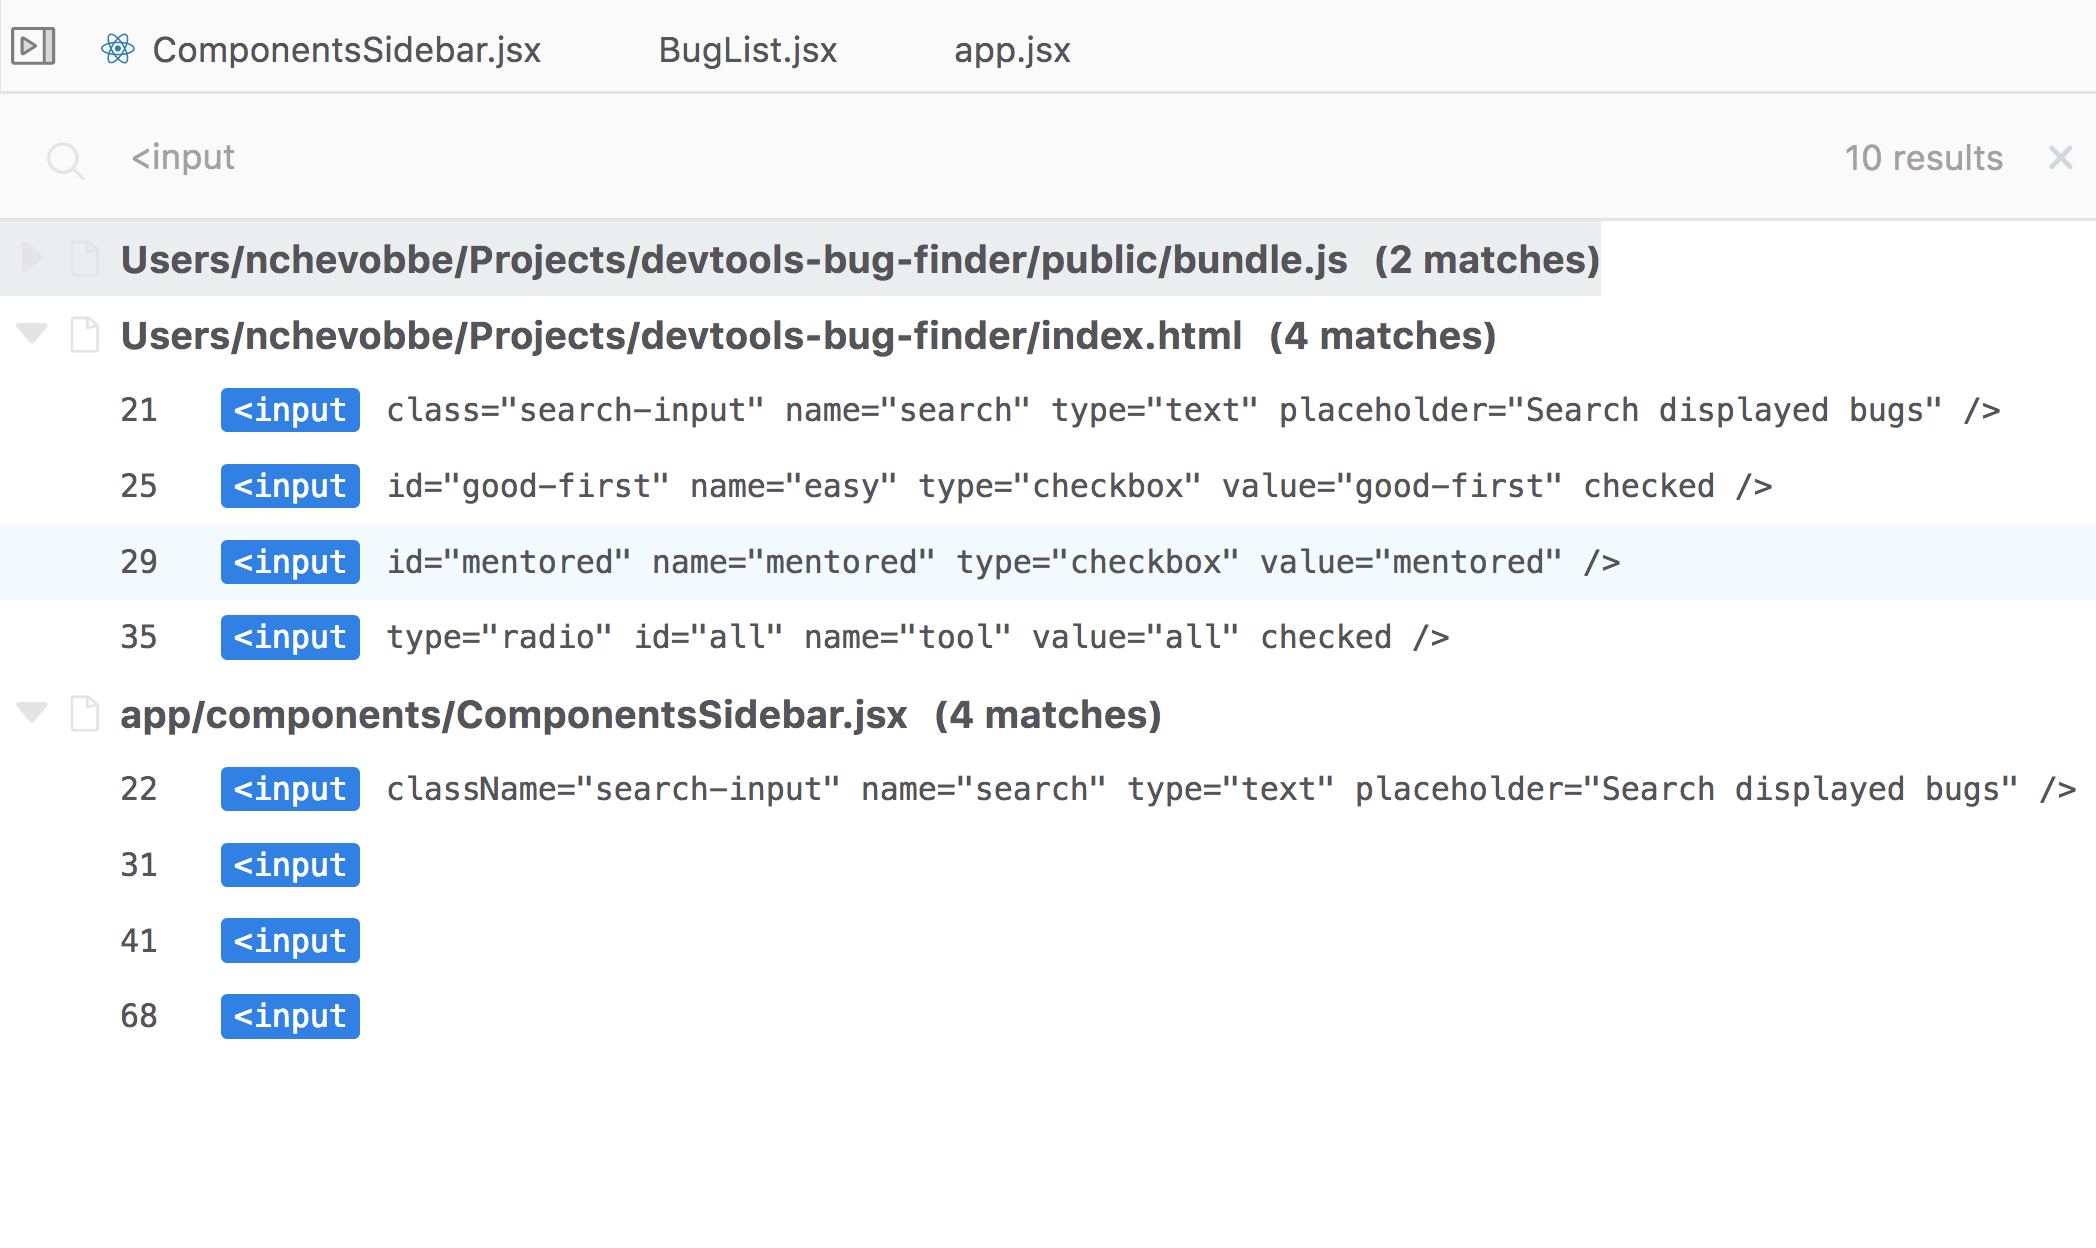 ComponentsSidebar.jsx BugList.jsx app.jsx
<input 10 results
Users/nchevobbe/Projects/devtools-bug-finder/public/bundle.js (2 matches)
Users/nchevobbe/Projects/devtools-bug-finder/index.html (4 matches)
21 <input class="search-input" name="search" type="text" placeholder="Search displayed bugs" />
25 <input id="good-first" name="easy" type="checkbox" value="good-first" checked />
29 <input id="mentored" name="mentored" type="checkbox" value="mentored" />
35 <input type="radio" id="all" name="tool" value="all" checked />
app/components/ComponentsSidebar.jsx (4 matches)
22 <input className="search-input" name="search" type="text" placeholder="Search displayed bugs" />
31 <input
41 <input
68 <input